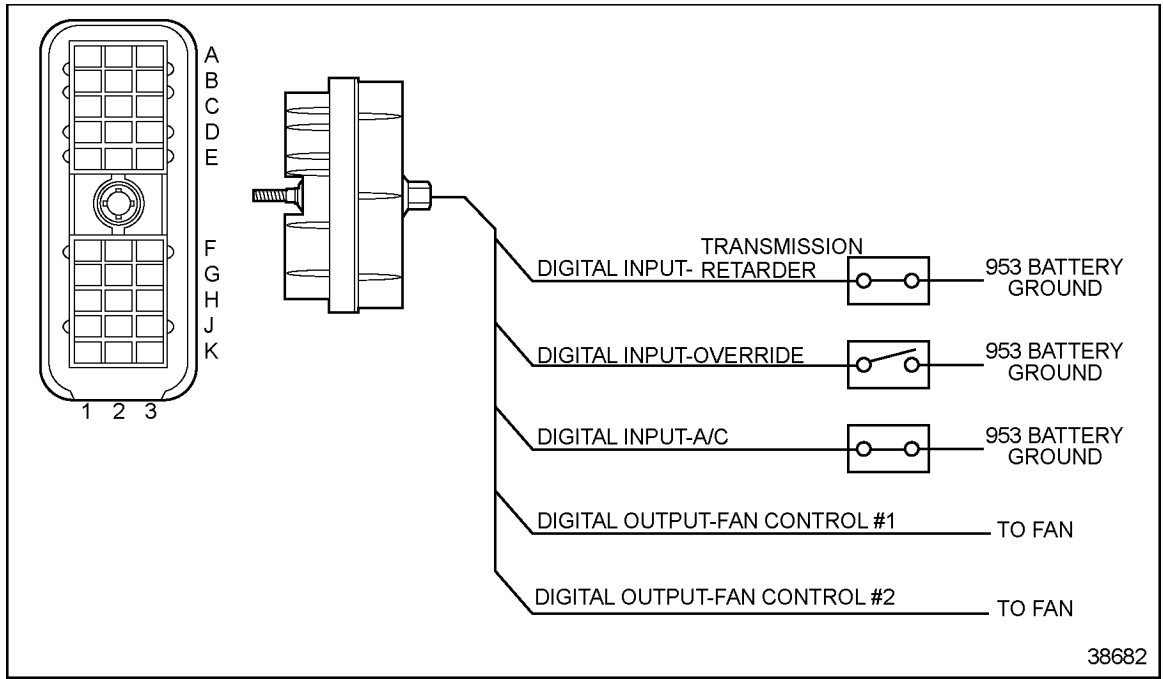 A
B
C
D
E
F
G
H
J
K
1 2 3
TRANSMISSION
DIGITAL INPUT- RETARDER
953 BATTERY
GROUND
DIGITAL INPUT-OVERRIDE
953 BATTERY
GROUND
DIGITAL INPUT-A/C
953 BATTERY
GROUND
DIGITAL OUTPUT-FAN CONTROL #1
TO FAN
DIGITAL OUTPUT-FAN CONTROL #2
TO FAN
38682